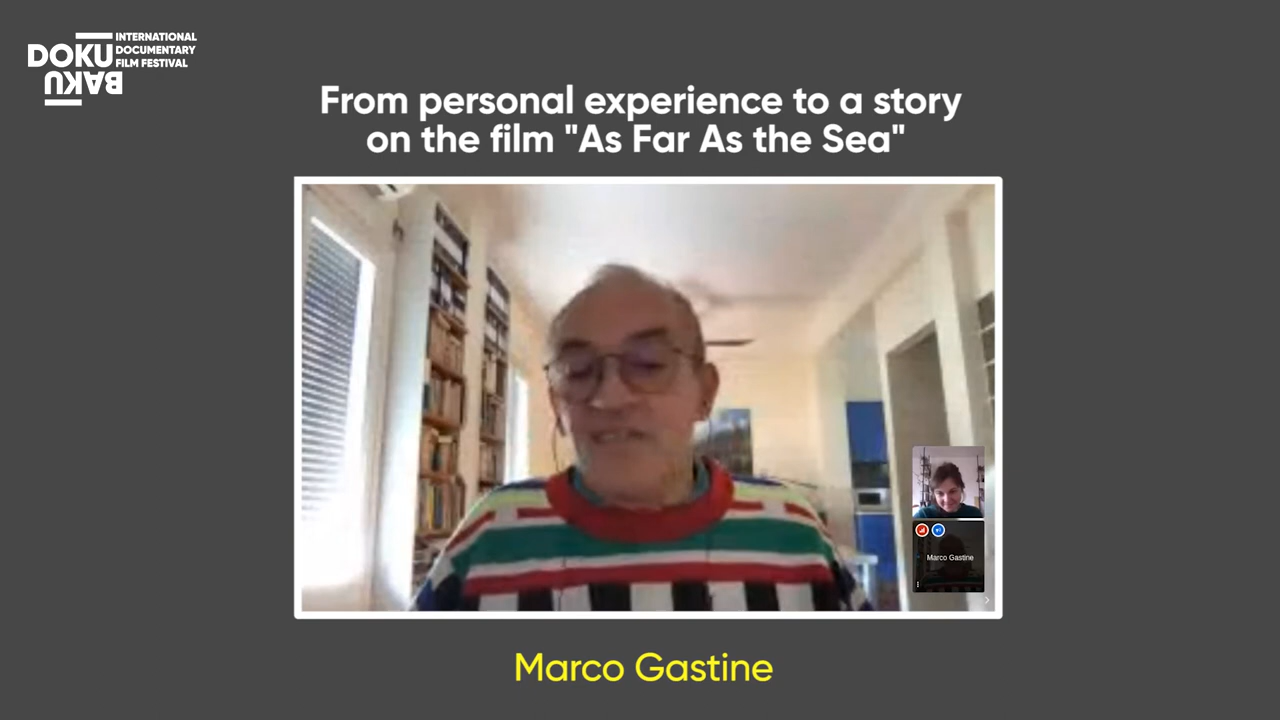 DOKU
BAKU
INTERNATIONAL
DOCUMENTARY
FILM FESTIVAL
From personal experience to a story
on the film "As Far As the Sea"
Marco Gastine
Marco Gastine